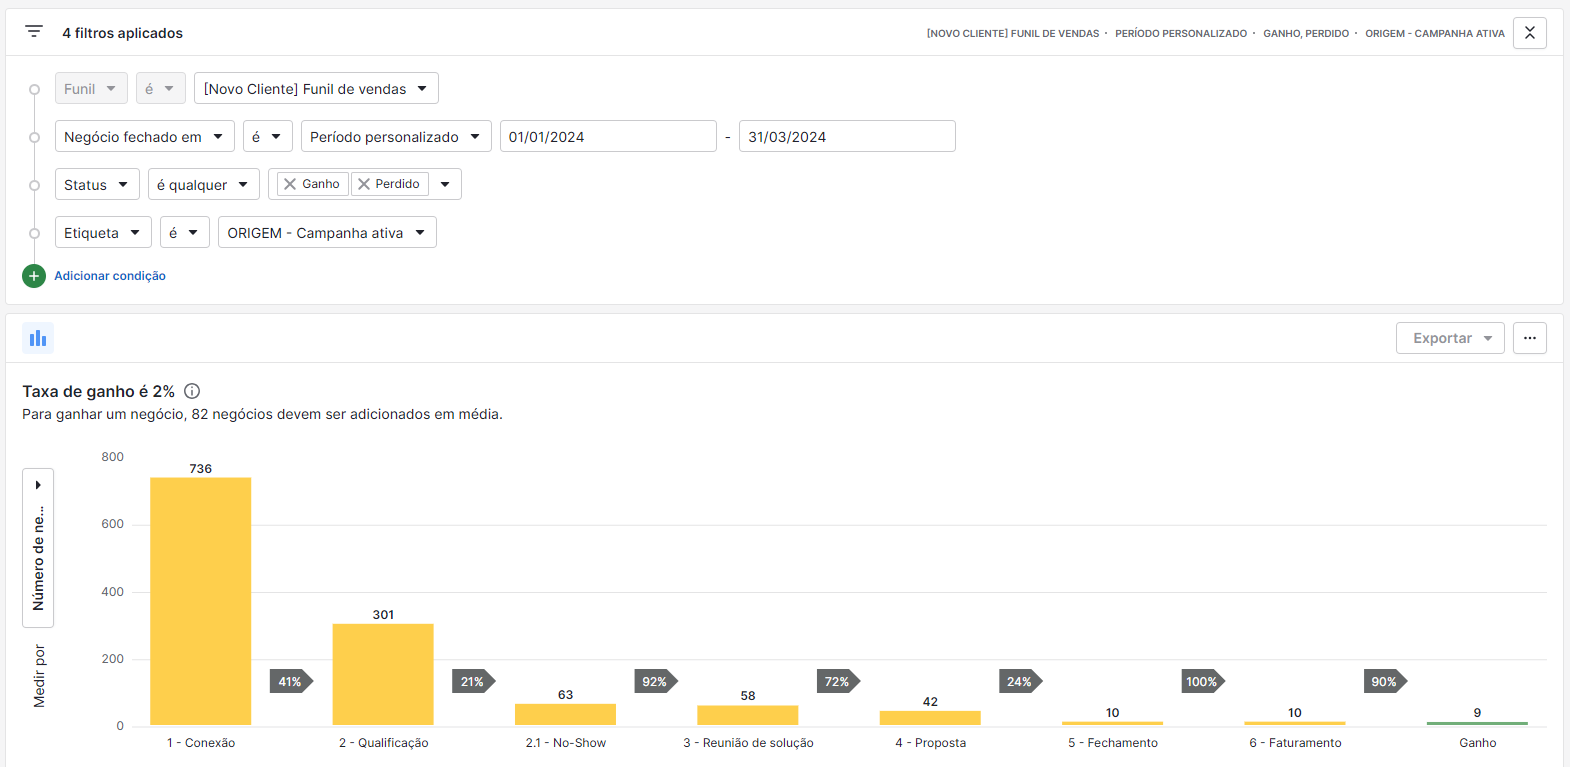 4 filtros aplicados
[NOVO CLIENTE] FUNIL DE VENDAS · PERÍODO PERSONALIZADO · GANHO, PERDIDO · ORIGEM - CAMPANHA ATIVA
Funil é [Novo Cliente] Funil de vendas
Negócio fechado em é Período personalizado 01/01/2024 - 31/03/2024
Status é qualquer Ganho Perdido
Etiqueta é ORIGEM - Campanha ativa
Adicionar condição
Exportar
Taxa de ganho é 2%
Para ganhar um negócio, 82 negócios devem ser adicionados em média.
Medir por Número de ne...
800
600
400
200
0
736
301
63
58
42
10
10
9
41%
21%
92%
72%
24%
100%
90%
1 - Conexão
2 - Qualificação
2.1 - No-Show
3 - Reunião de solução
4 - Proposta
5 - Fechamento
6 - Faturamento
Ganho